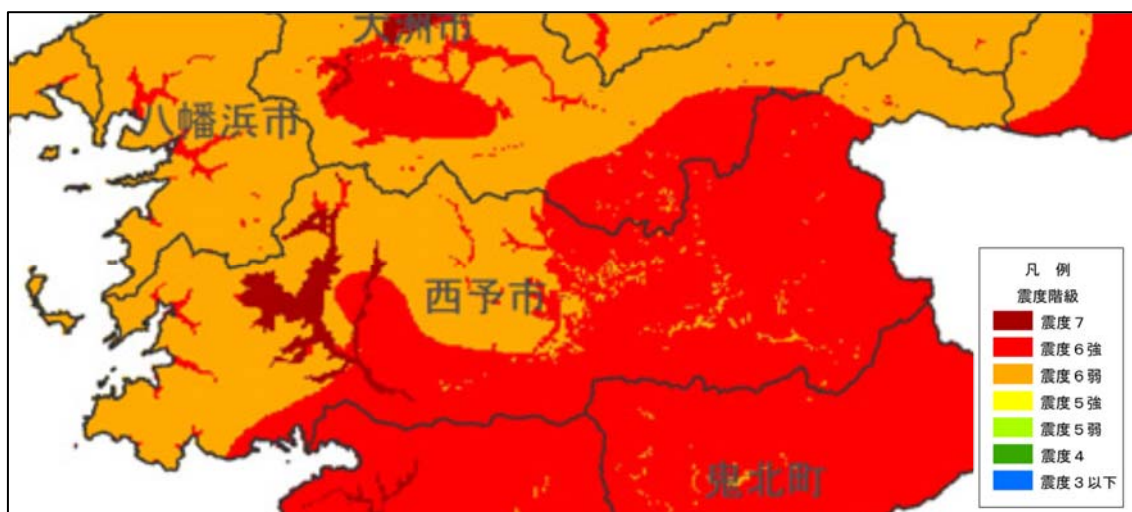 大洲市
八幡浜市
西予市
鬼北町
凡　例
震度階級
震度７
震度６強
震度６弱
震度５強
震度５弱
震度４
震度３以下